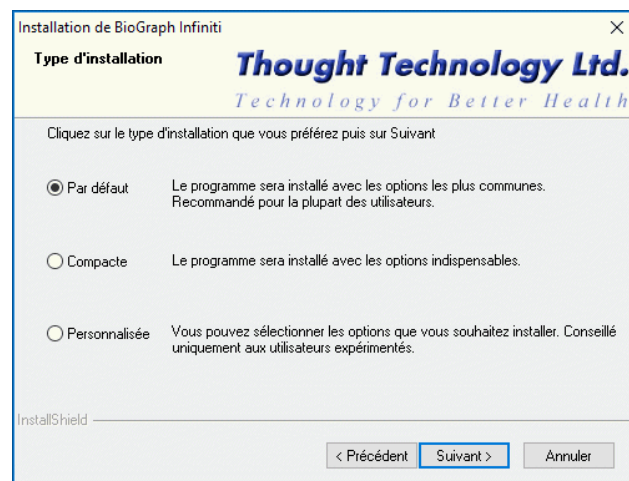 Installation de BioGraph Infiniti
Type d'installation
Thought Technology Ltd.
Technology for Better Health
Cliquez sur le type d'installation que vous préférez puis sur Suivant
Par défaut
Le programme sera installé avec les options les plus communes.
Recommandé pour la plupart des utilisateurs.
Compacte
Le programme sera installé avec les options indispensables.
Personnalisée
Vous pouvez sélectionner les options que vous souhaitez installer. Conseillé
uniquement aux utilisateurs expérimentés.
InstallShield
< Précédent
Suivant >
Annuler